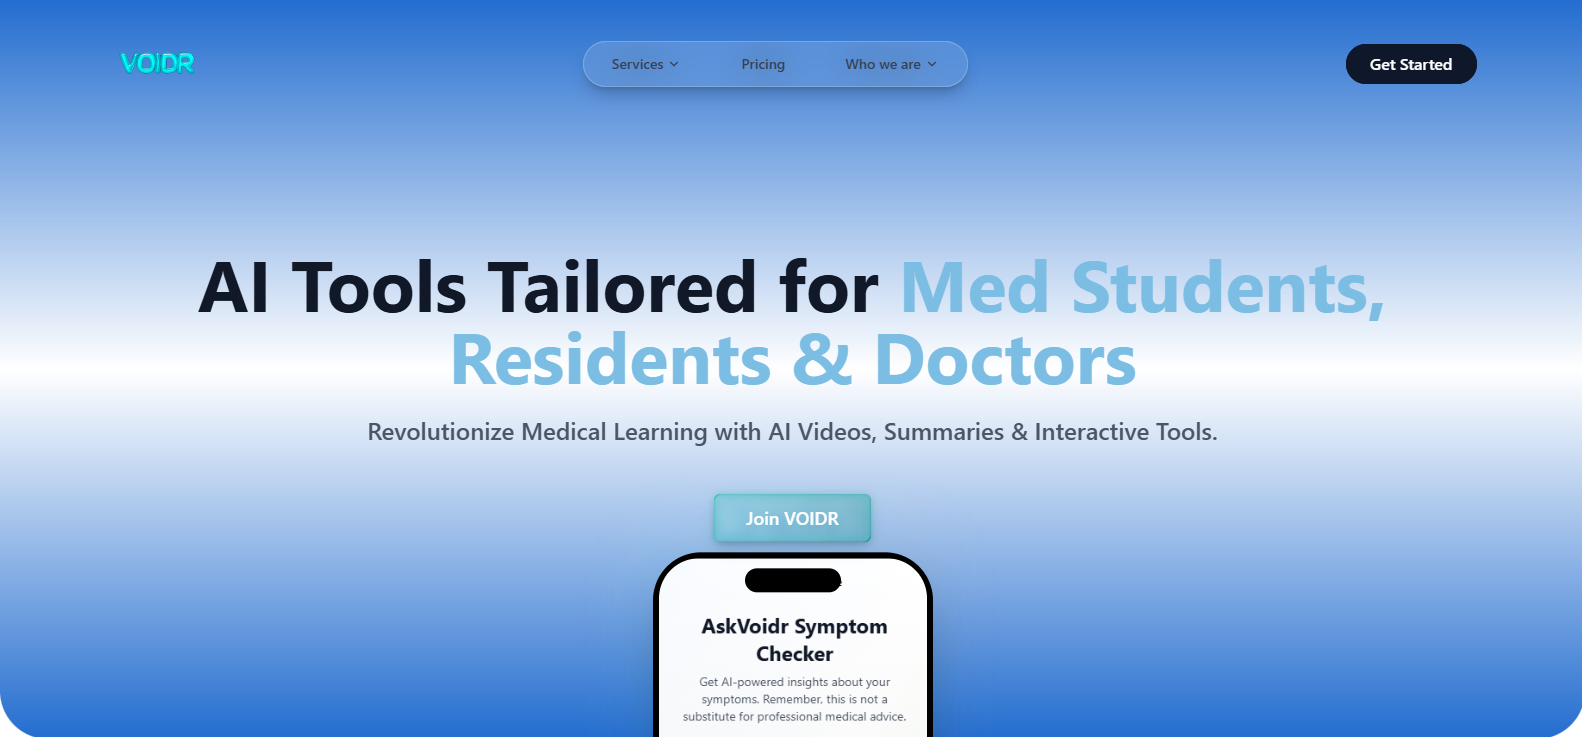 VOIDR
Services
Pricing
Who we are
Get Started
AI Tools Tailored for Med Students,
Residents & Doctors
Revolutionize Medical Learning with AI Videos, Summaries & Interactive Tools.
Join VOIDR
AskVoidr Symptom
Checker
Get AI-powered insights about your
symptoms. Remember, this is not a
substitute for professional medical advice.